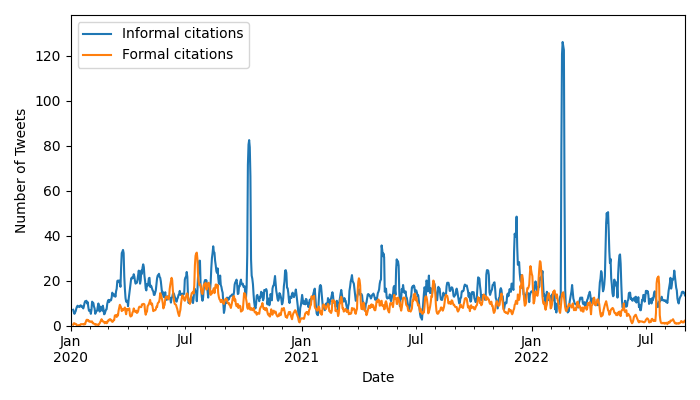 Informal citations
Formal citations
Number of Tweets
120
100
80
60
40
20
0
Jan Jul Jan Jul Jan Jul
2020 2021 2022
Date